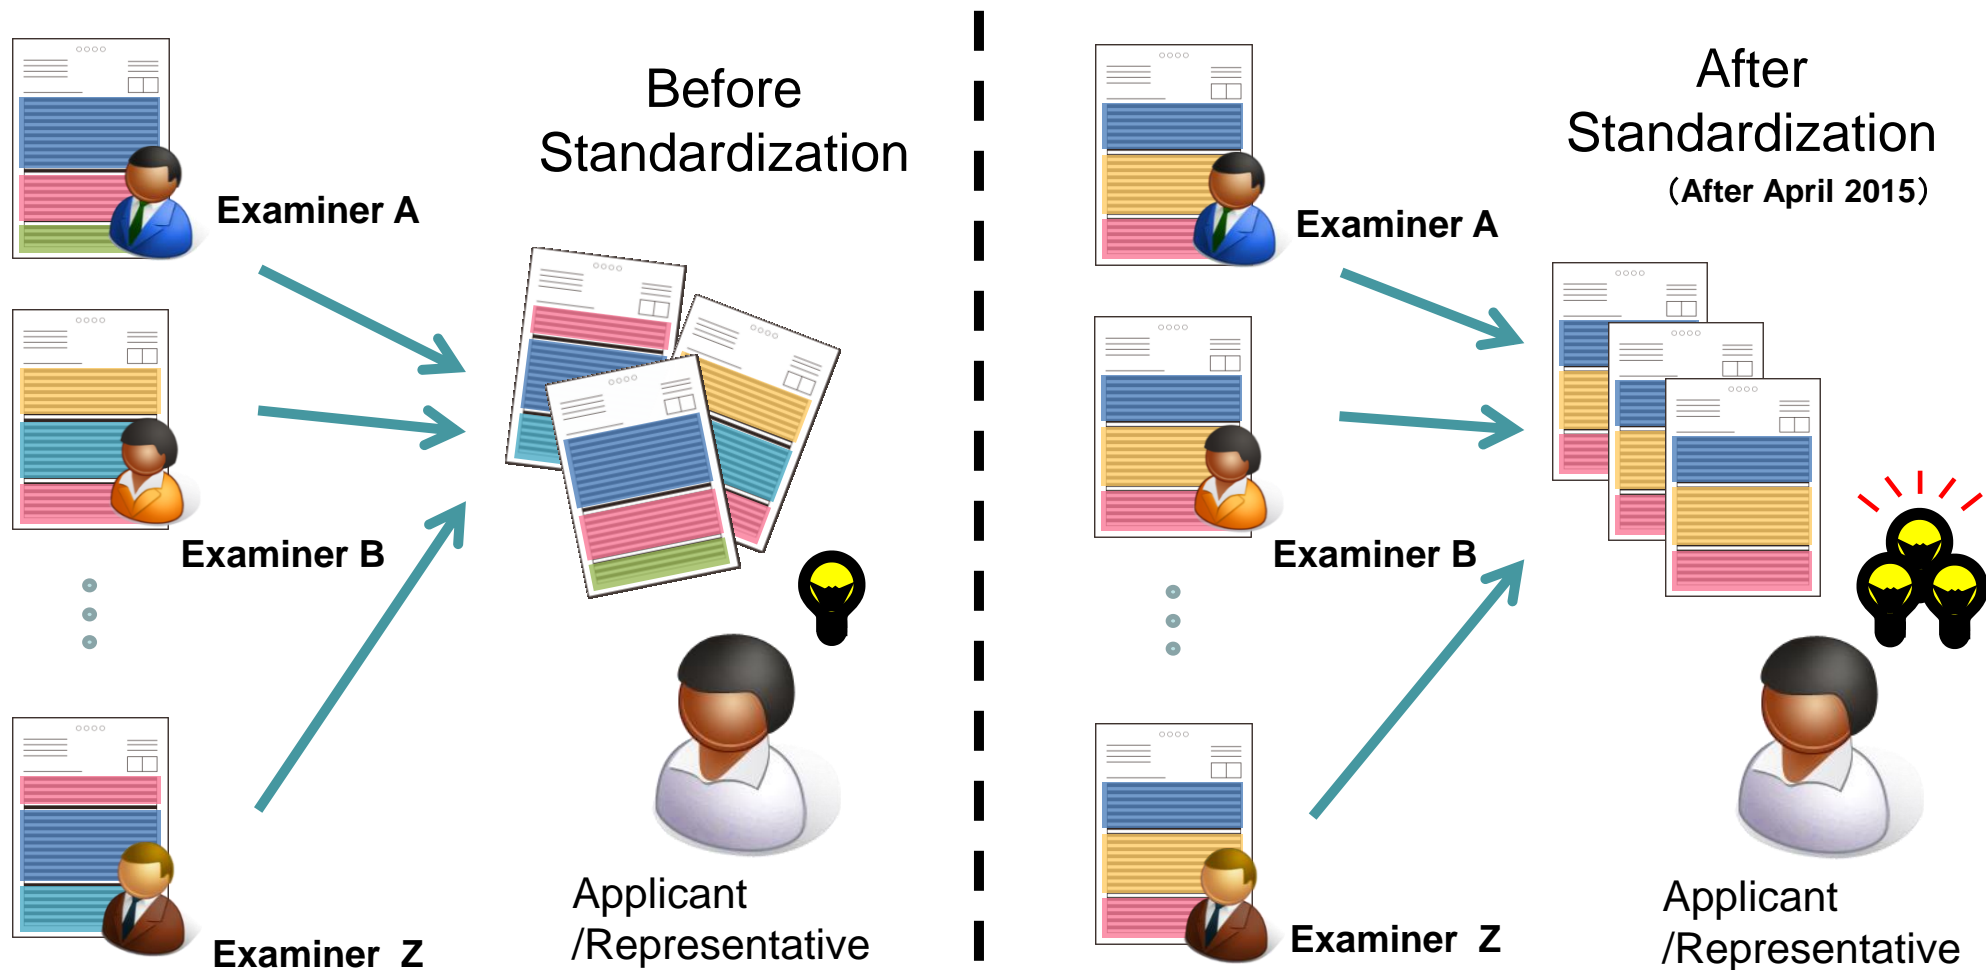 Before
Standardization
Examiner A
Examiner B
Examiner Z
Applicant
/Representative
After
Standardization
（After April 2015）
Examiner A
Examiner B
Examiner Z
Applicant
/Representative